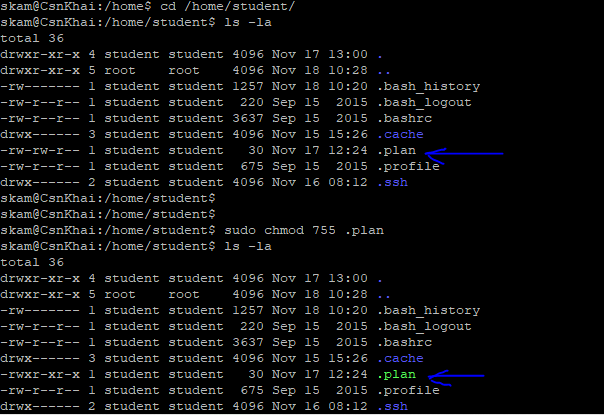 skam@CsnKhai:/home$ cd /home/student/
skam@CsnKhai:/home/student$ ls -la
total 36
drwxr-xr-x 4 student student 4096 Nov 17 13:00 .
drwxr-xr-x 5 root    root    4096 Nov 18 10:28 ..
-rw------- 1 student student 1257 Nov 18 10:20 .bash_history
-rw-r--r-- 1 student student  220 Sep 15  2015 .bash_logout
-rw-r--r-- 1 student student 3637 Sep 15  2015 .bashrc
drwx------ 3 student student 4096 Nov 15 15:26 .cache
-rw-rw-r-- 1 student student   30 Nov 17 12:24 .plan
-rw-r--r-- 1 student student  675 Sep 15  2015 .profile
drwx------ 2 student student 4096 Nov 16 08:12 .ssh
skam@CsnKhai:/home/student$
skam@CsnKhai:/home/student$
skam@CsnKhai:/home/student$ sudo chmod 755 .plan
skam@CsnKhai:/home/student$ ls -la
total 36
drwxr-xr-x 4 student student 4096 Nov 17 13:00 .
drwxr-xr-x 5 root    root    4096 Nov 18 10:28 ..
-rw------- 1 student student 1257 Nov 18 10:20 .bash_history
-rw-r--r-- 1 student student  220 Sep 15  2015 .bash_logout
-rw-r--r-- 1 student student 3637 Sep 15  2015 .bashrc
drwx------ 3 student student 4096 Nov 15 15:26 .cache
-rwxr-xr-x 1 student student   30 Nov 17 12:24 .plan
-rw-r--r-- 1 student student  675 Sep 15  2015 .profile
drwx------ 2 student student 4096 Nov 16 08:12 .ssh